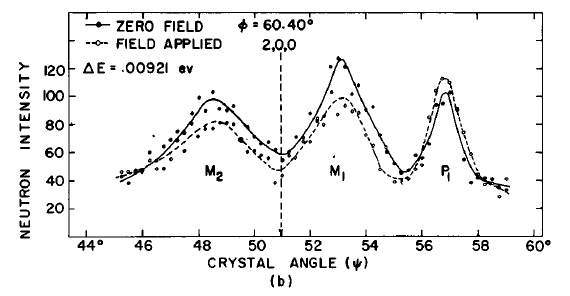 ZERO FIELD ϕ = 60.40°
FIELD APPLIED 2,0,0
ΔE = .00921 ev
NEUTRON INTENSITY
120
100
80
60
40
20
M₂ M₁ P₁
44° 46 48 50 52 54 56 58 60°
CRYSTAL ANGLE (ψ)
(b)